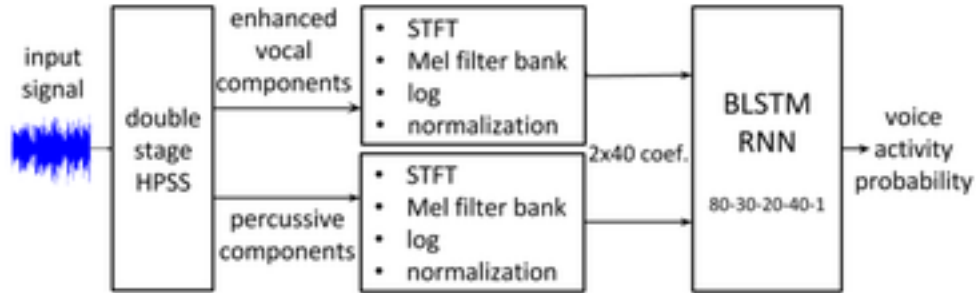 input
signal
double
stage
HPSS
enhanced
vocal
components
percussive
components
• STFT
• Mel filter bank
• log
• normalization
• STFT
• Mel filter bank
• log
• normalization
2x40 coef.
BLSTM
RNN
80-30-20-40-1
voice
activity
probability